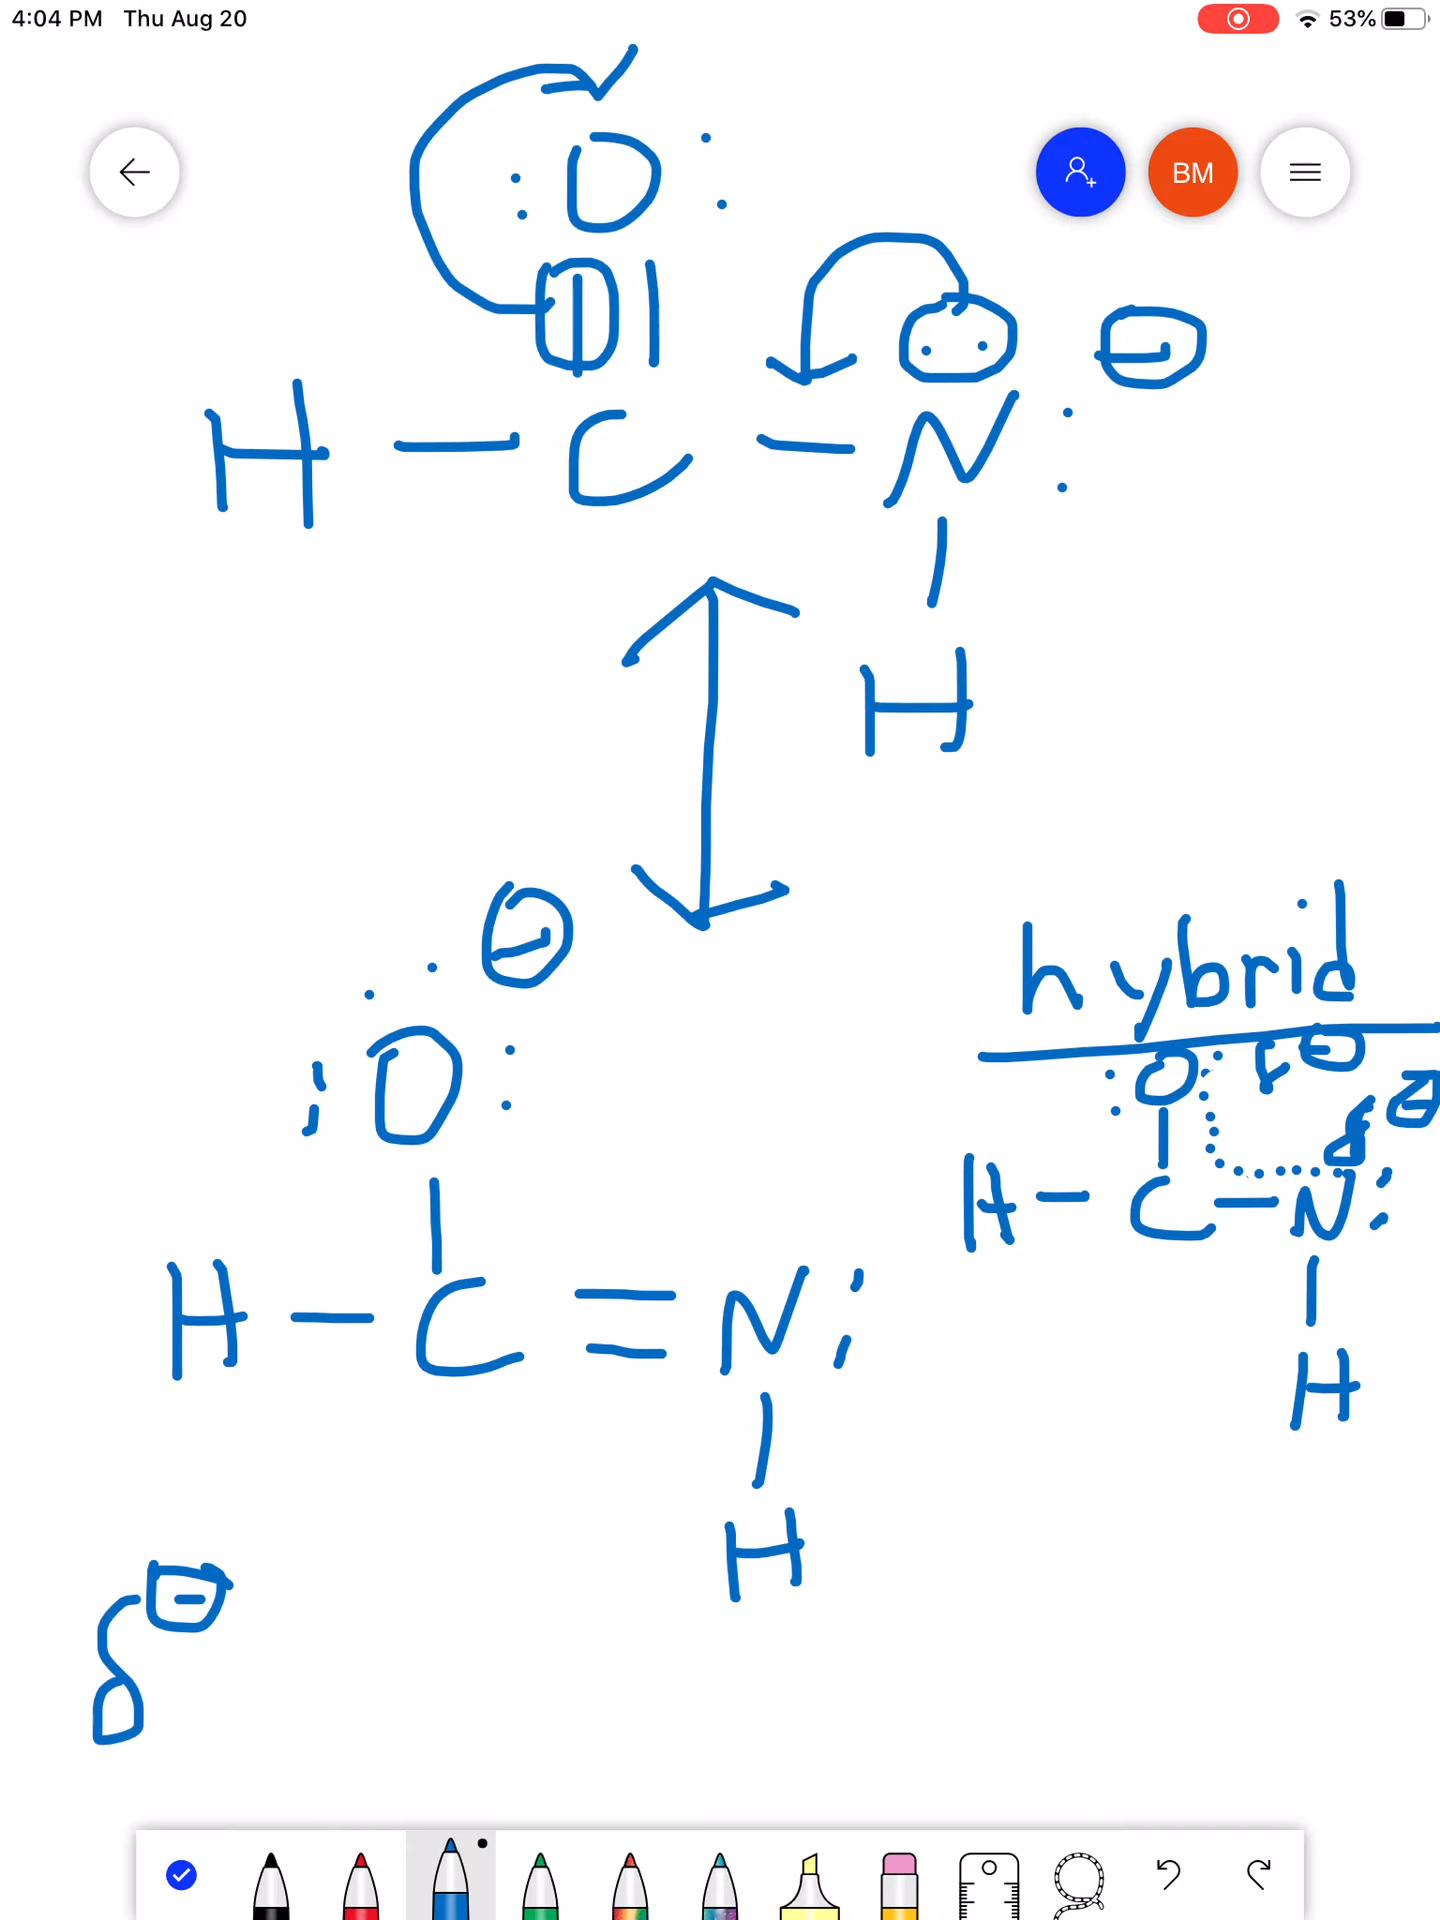 4:04 PM Thu Aug 20 53%
BM
:O:
H — C — N: ⊖
H
⊖
:O:
H — C = N:
H
hybrid
:O: δ⊖
δ⊖
H — C — N:
H
δ⊖